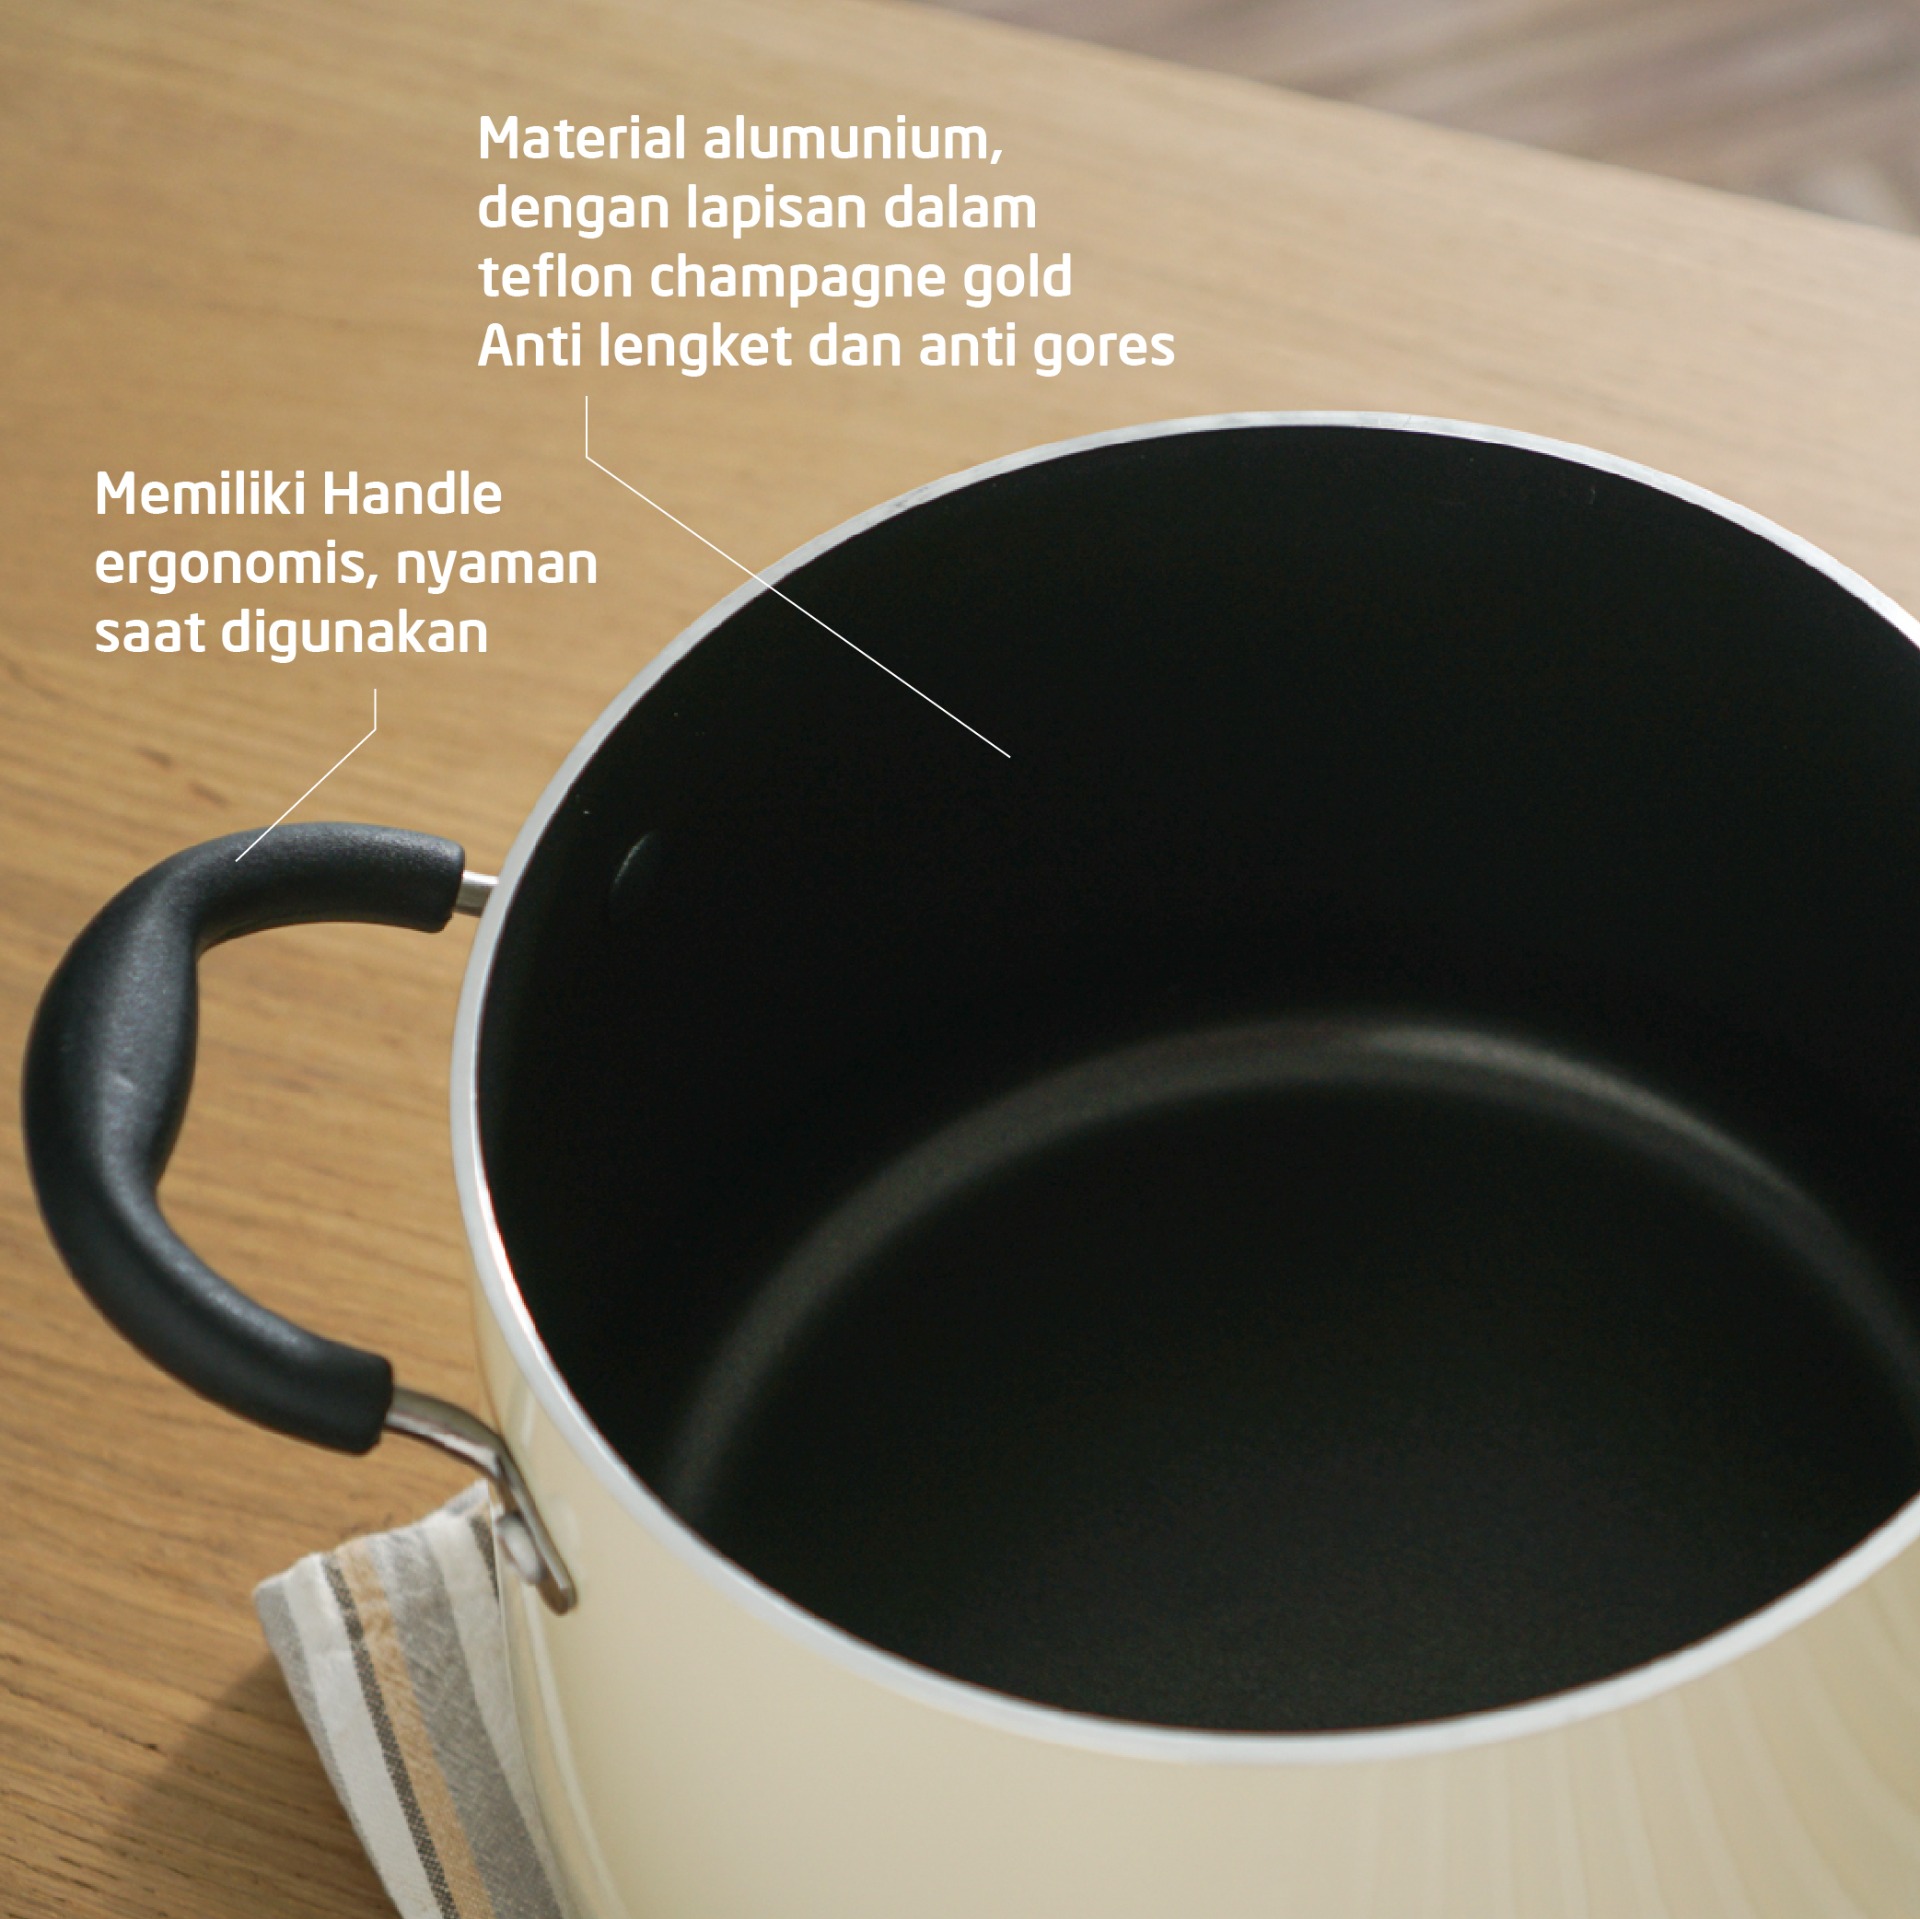 Material alumunium,
dengan lapisan dalam
teflon champagne gold
Anti lengket dan anti gores
Memiliki Handle
ergonomis, nyaman
saat digunakan